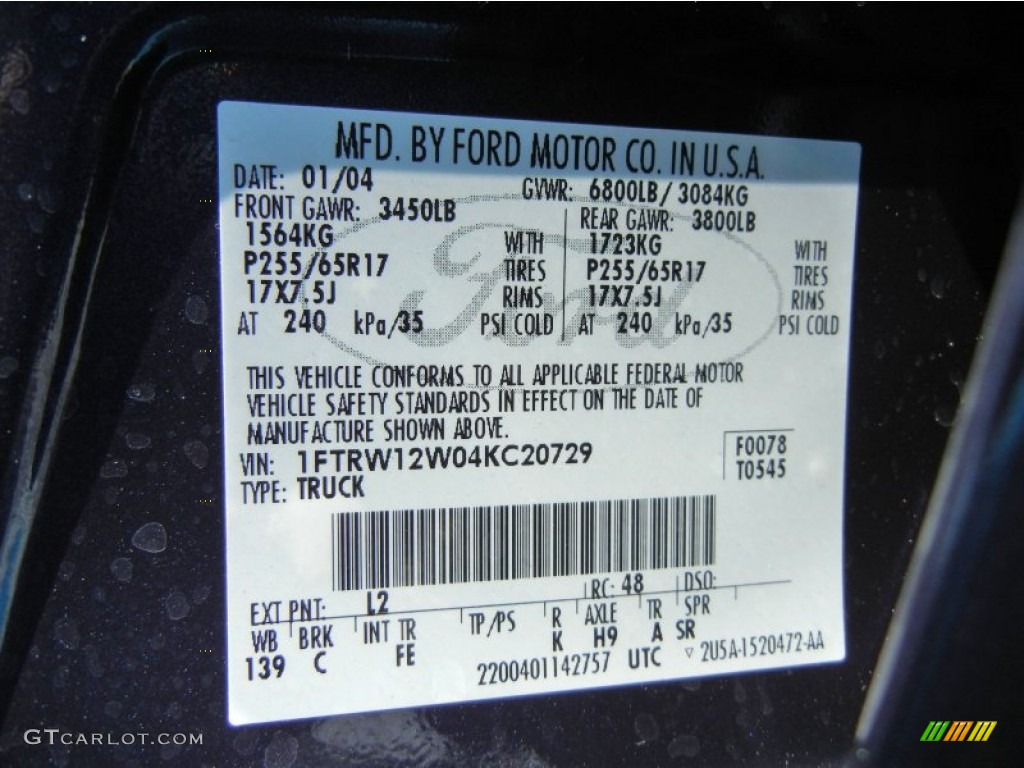 MFD. BY FORD MOTOR CO. IN U.S.A.
DATE: 01/04 GVWR: 6800LB/ 3084KG
FRONT GAWR: 3450LB REAR GAWR: 3800LB
1564KG WITH 1723KG WITH
P255/65R17 TIRES P255/65R17 TIRES
17X7.5J RIMS 17X7.5J RIMS
AT 240 kPa/35 PSI COLD AT 240 kPa/35 PSI COLD
Ford
THIS VEHICLE CONFORMS TO ALL APPLICABLE FEDERAL MOTOR
VEHICLE SAFETY STANDARDS IN EFFECT ON THE DATE OF
MANUFACTURE SHOWN ABOVE.
VIN: 1FTRW12W04KC20729 F0078
TYPE: TRUCK T0545
EXT PNT: L2 RC: 48 DSO:
WB BRK INT TR TP/PS R AXLE TR SPR
139 C FE K H9 A SR
2200401142757 UTC ▿ 2U5A-1520472-AA
GTCARLOT.COM